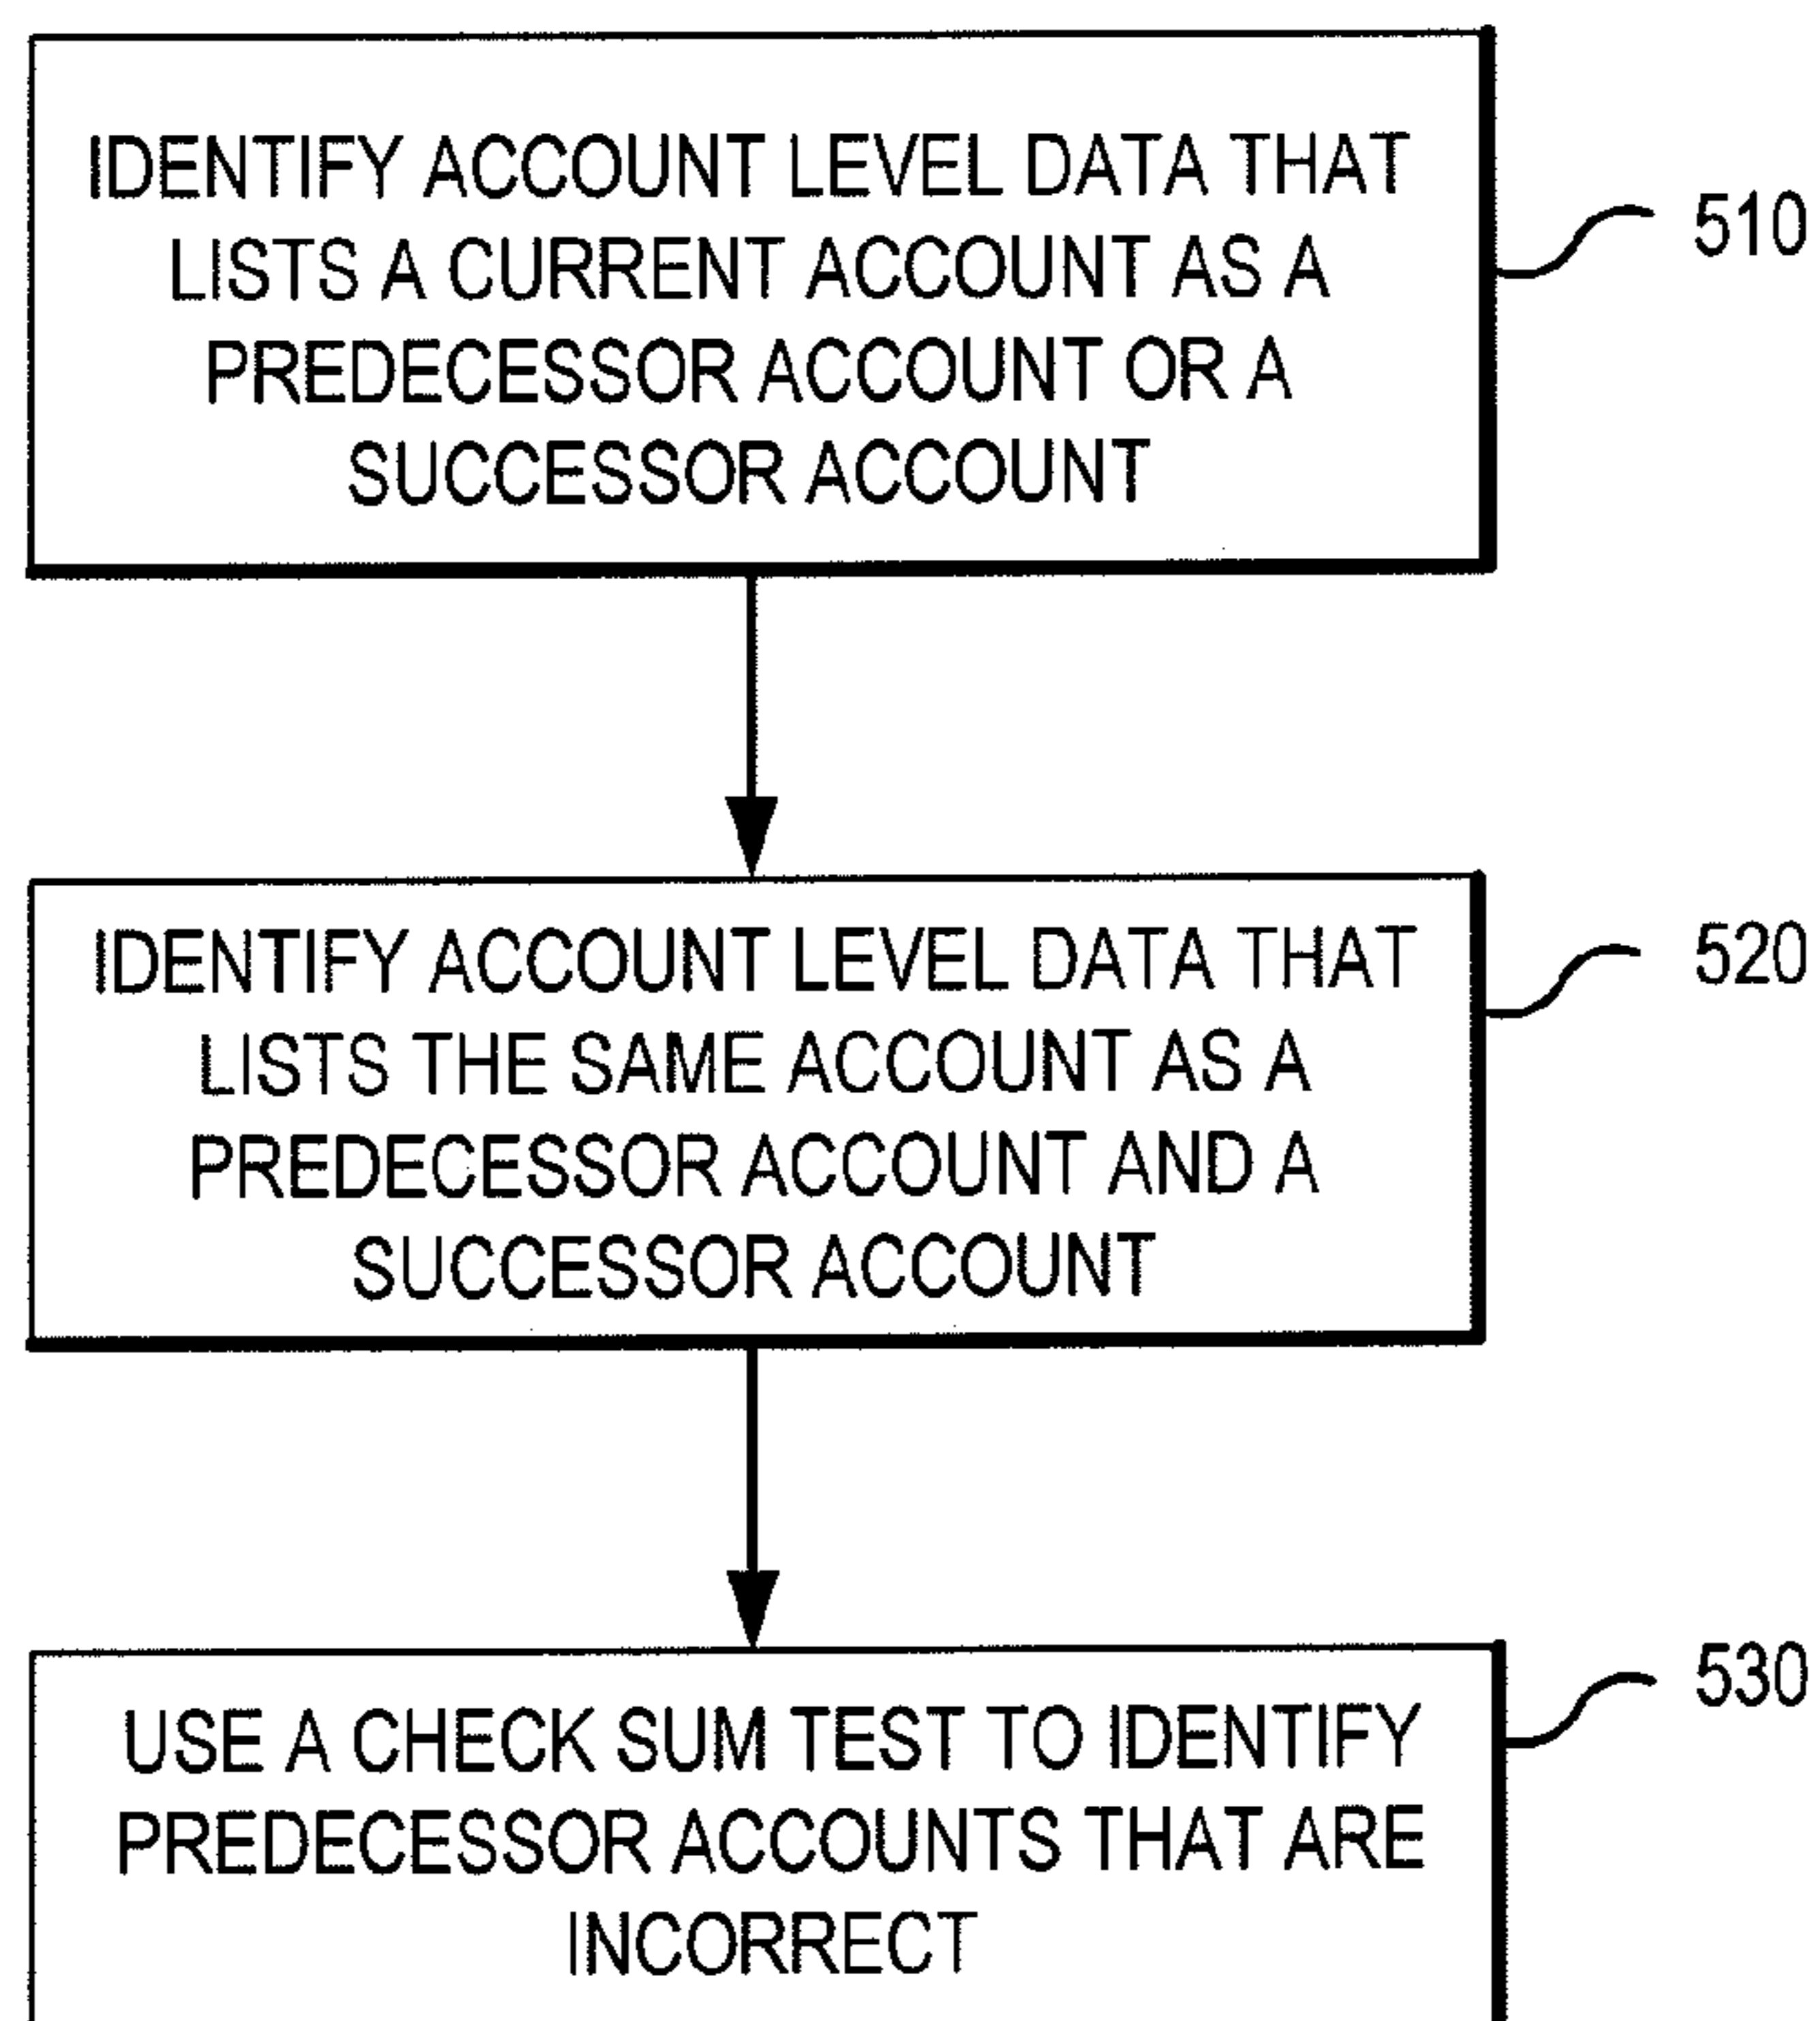 IDENTIFY ACCOUNT LEVEL DATA THAT
LISTS A CURRENT ACCOUNT AS A
PREDECESSOR ACCOUNT OR A
SUCCESSOR ACCOUNT
510
IDENTIFY ACCOUNT LEVEL DATA THAT
LISTS THE SAME ACCOUNT AS A
PREDECESSOR ACCOUNT AND A
SUCCESSOR ACCOUNT
520
USE A CHECK SUM TEST TO IDENTIFY
PREDECESSOR ACCOUNTS THAT ARE
INCORRECT
530